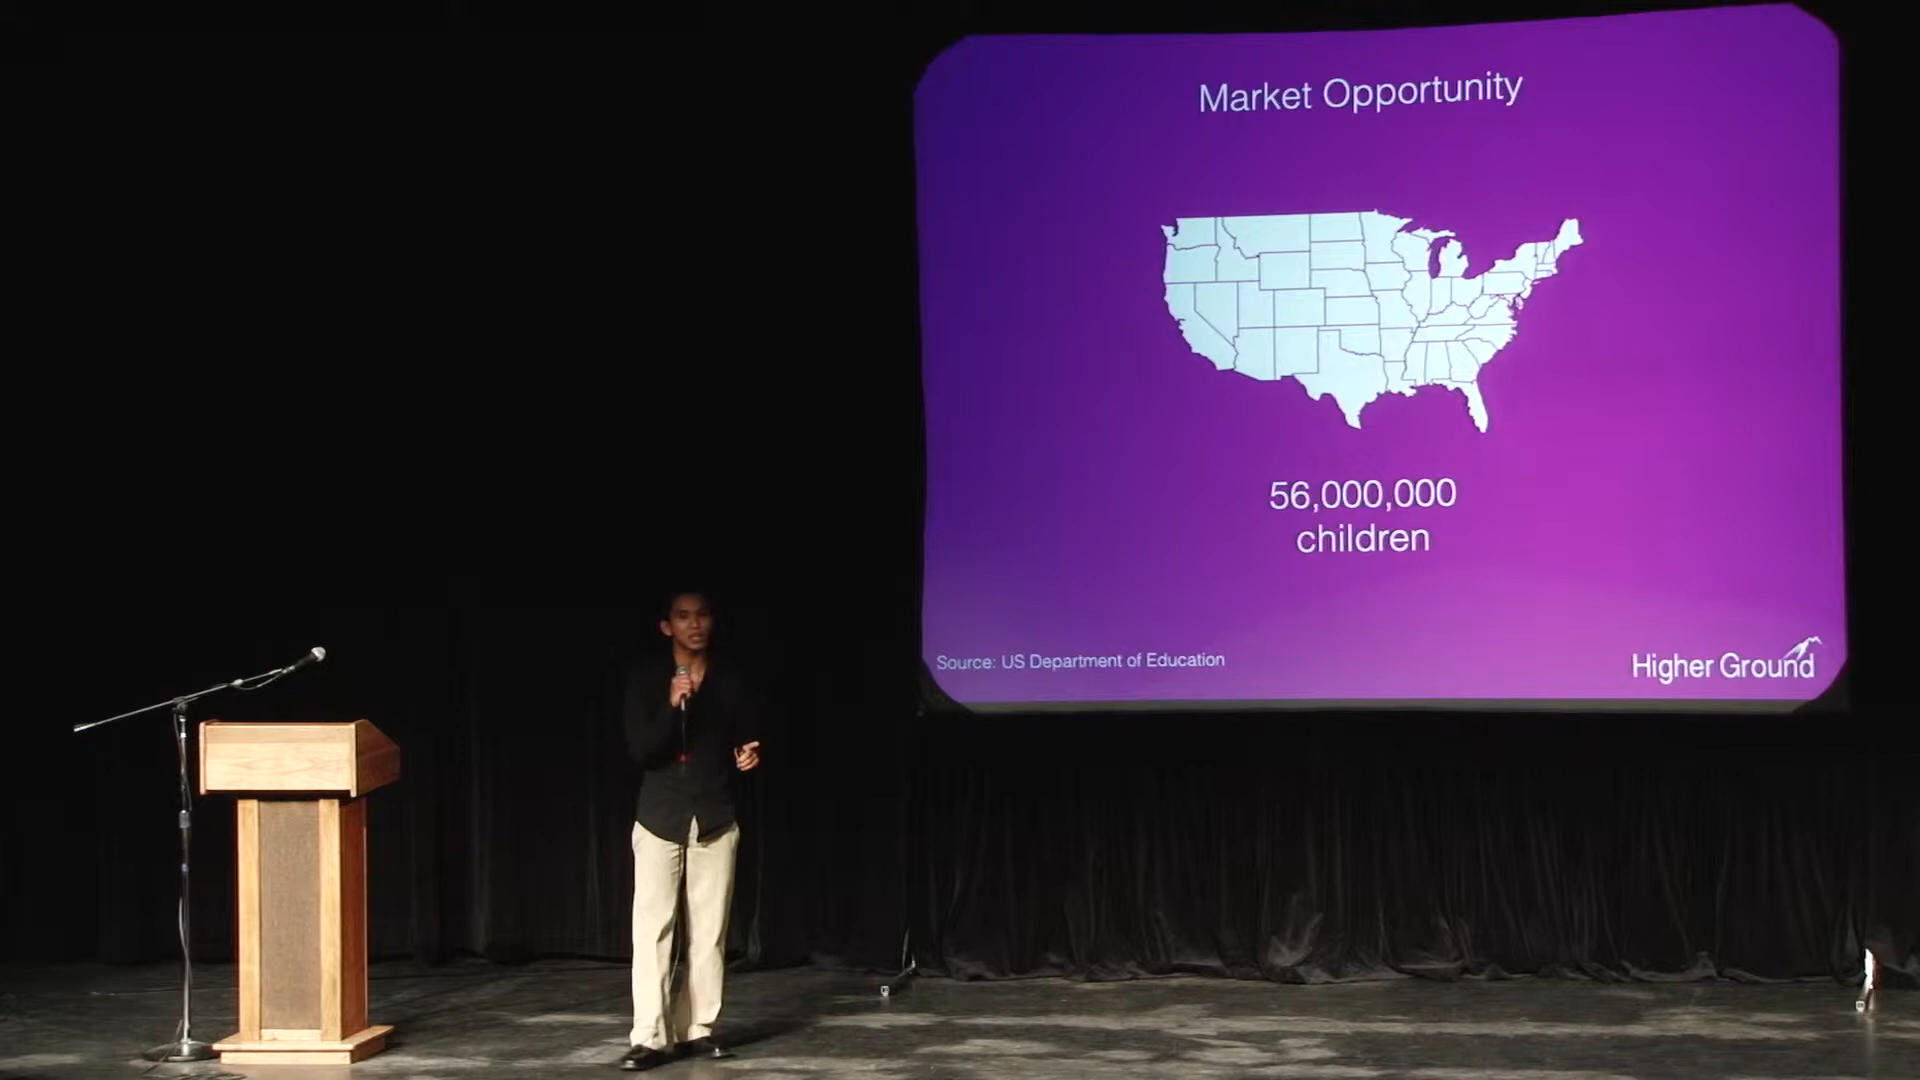 Market Opportunity
56,000,000
children
Source: US Department of Education
Higher Ground